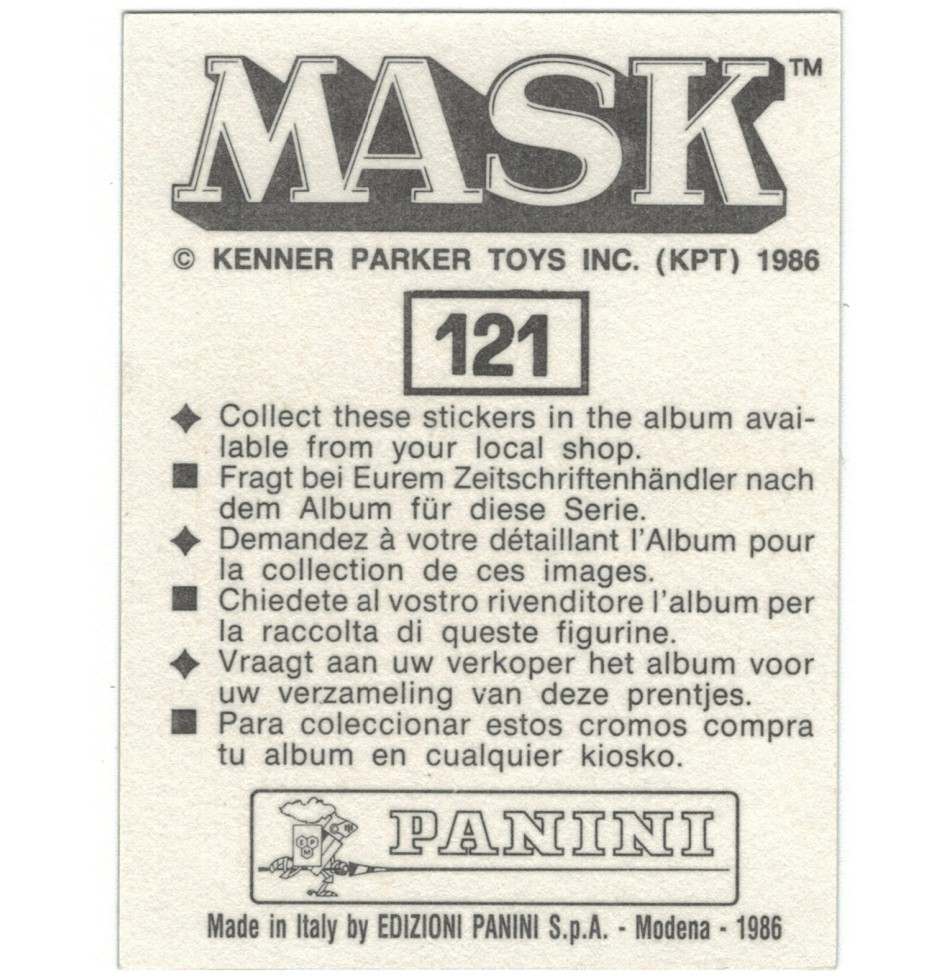 MASK™
© KENNER PARKER TOYS INC. (KPT) 1986
121
✦ Collect these stickers in the album avai-
lable from your local shop.
■ Fragt bei Eurem Zeitschriftenhändler nach
dem Album für diese Serie.
✦ Demandez à votre détaillant l'Album pour
la collection de ces images.
■ Chiedete al vostro rivenditore l'album per
la raccolta di queste figurine.
✦ Vraagt aan uw verkoper het album voor
uw verzameling van deze prentjes.
■ Para coleccionar estos cromos compra
tu album en cualquier kiosko.
EPM
PANINI
Made in Italy by EDIZIONI PANINI S.p.A. - Modena - 1986